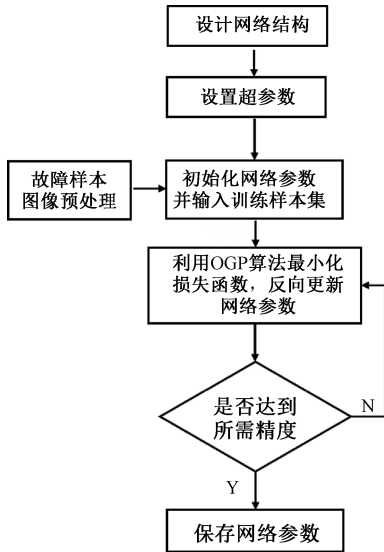 设计网络结构
设置超参数
故障样本
图像预处理
初始化网络参数
并输入训练样本集
利用OGP算法最小化
损失函数，反向更新
网络参数
是否达到
所需精度
N
Y
保存网络参数